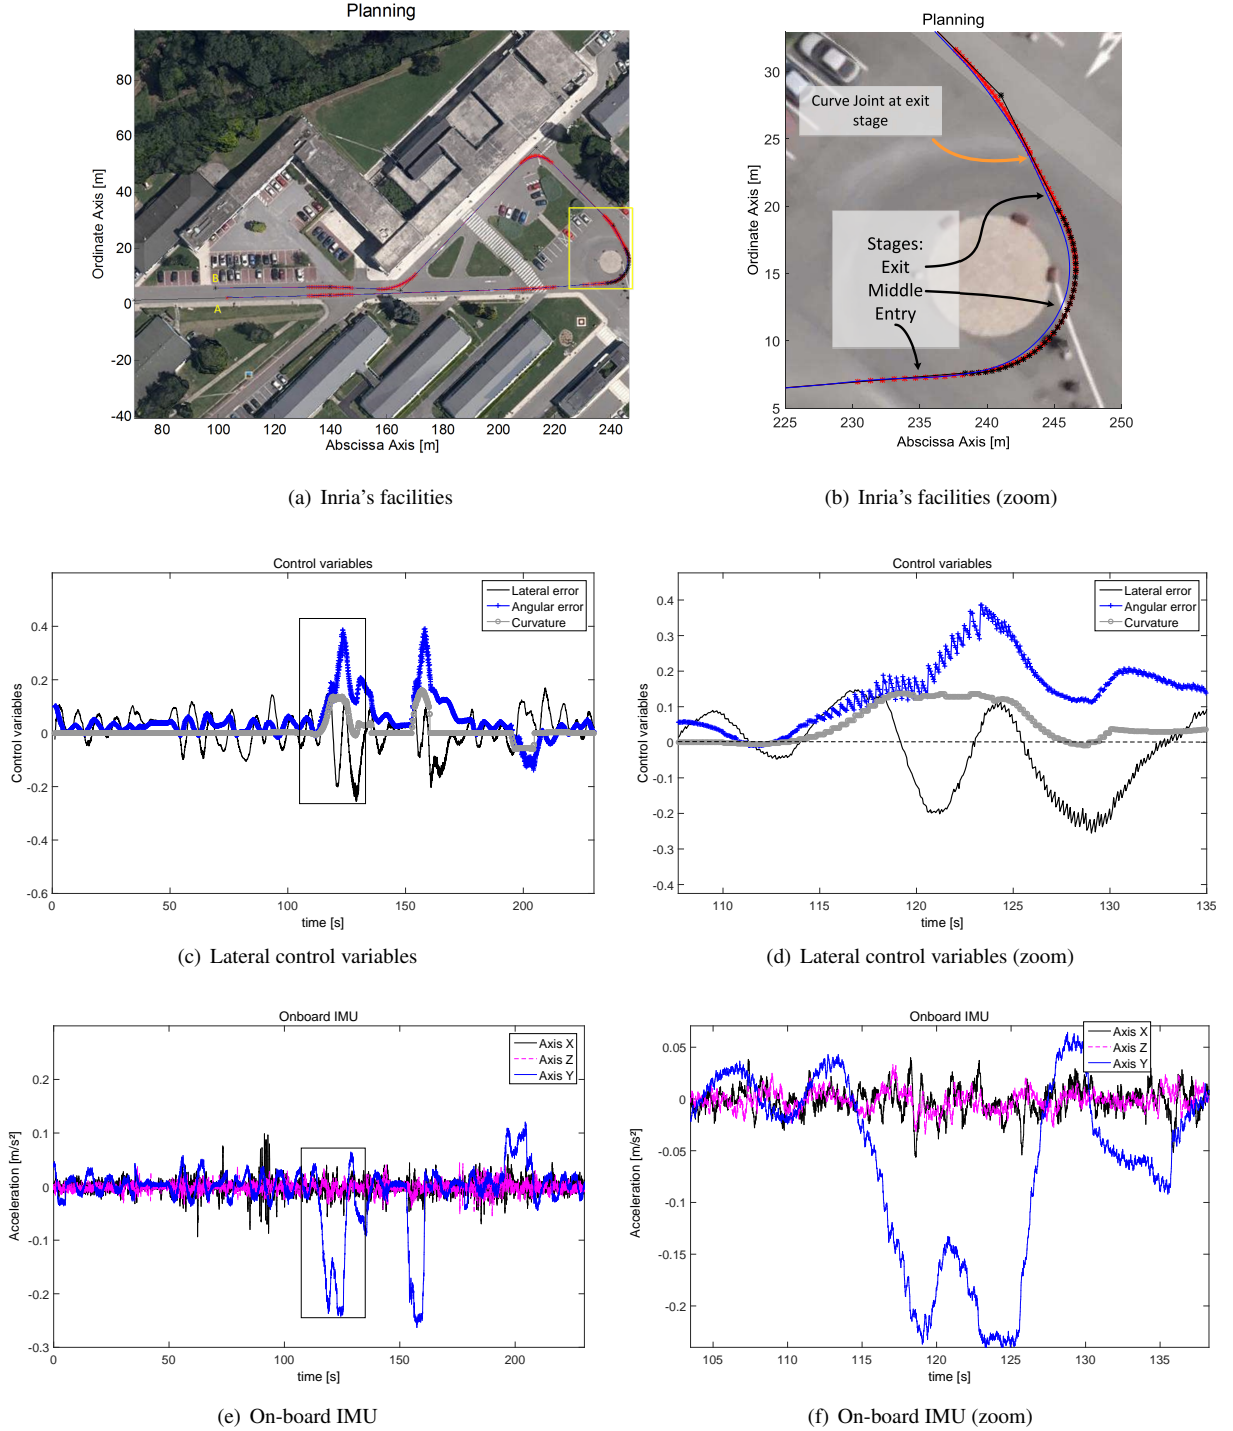 Planning
Ordinate Axis [m]
80
60
40
20
0
-20
-40
80
100
120
140
160
180
200
220
240
Abscissa Axis [m]
B
A
(a) Inria's facilities
Planning
Ordinate Axis [m]
30
25
20
15
10
5
225
230
235
240
245
250
Abscissa Axis [m]
Curve Joint at exit
stage
Stages:
Exit
Middle
Entry
(b) Inria's facilities (zoom)
Control variables
Control variables
0.4
0.2
0
-0.2
-0.4
-0.6
0
50
100
150
200
time [s]
Lateral error
Angular error
Curvature
(c) Lateral control variables
Control variables
Control variables
0.4
0.3
0.2
0.1
0
-0.1
-0.2
-0.3
-0.4
110
115
120
125
130
135
time [s]
Lateral error
Angular error
Curvature
(d) Lateral control variables (zoom)
Onboard IMU
Acceleration [m/s²]
0.2
0.1
0
-0.1
-0.2
-0.3
0
50
100
150
200
time [s]
Axis X
Axis Z
Axis Y
(e) On-board IMU
Onboard IMU
Acceleration [m/s²]
0.05
0
-0.05
-0.1
-0.15
-0.2
105
110
115
120
125
130
135
time [s]
Axis X
Axis Z
Axis Y
(f) On-board IMU (zoom)